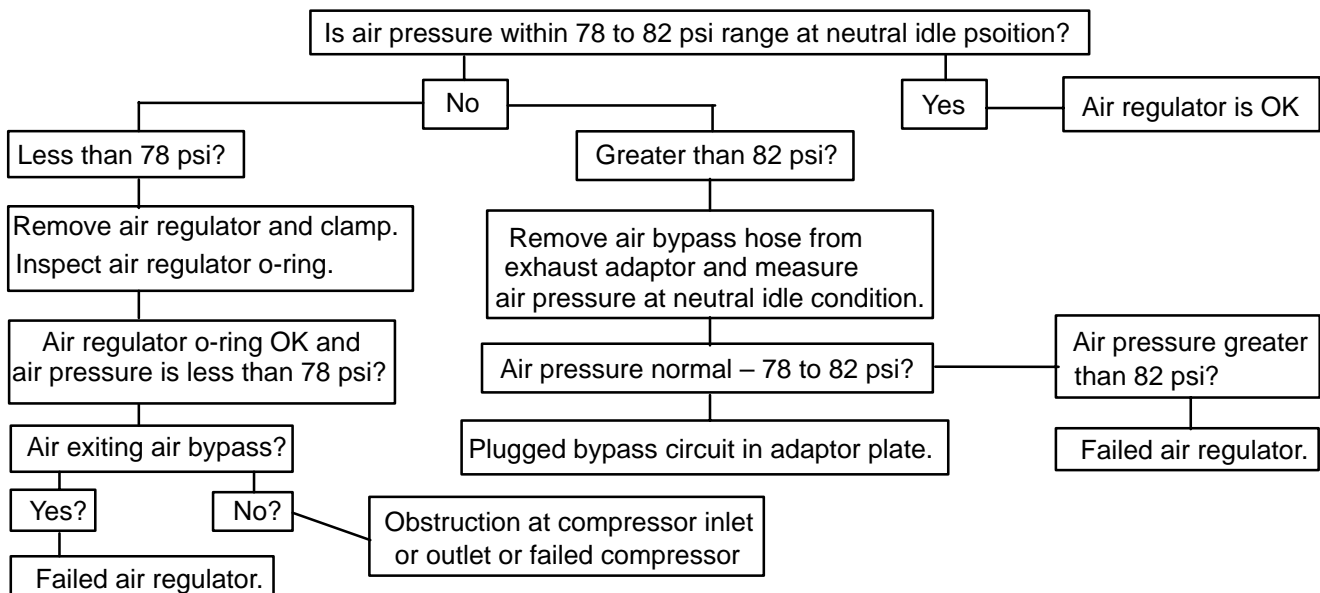 Is air pressure within 78 to 82 psi range at neutral idle psoition?
No
Yes
Air regulator is OK
Less than 78 psi?
Greater than 82 psi?
Remove air regulator and clamp.
Inspect air regulator o-ring.
Remove air bypass hose from
exhaust adaptor and measure
air pressure at neutral idle condition.
Air regulator o-ring OK and
air pressure is less than 78 psi?
Air pressure normal – 78 to 82 psi?
Air pressure greater
than 82 psi?
Air exiting air bypass?
Plugged bypass circuit in adaptor plate.
Failed air regulator.
Yes?
No?
Obstruction at compressor inlet
or outlet or failed compressor
Failed air regulator.